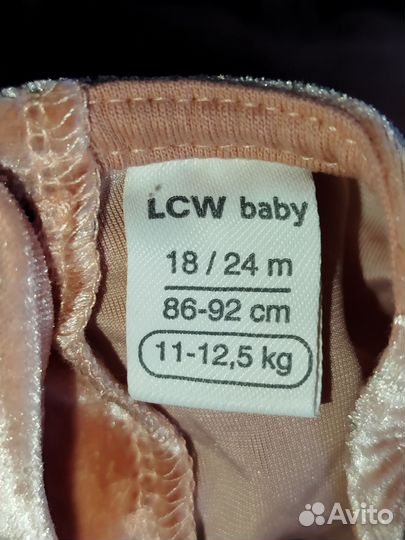 LCW baby
18 / 24 m
86-92 cm
11-12,5 kg
Avito